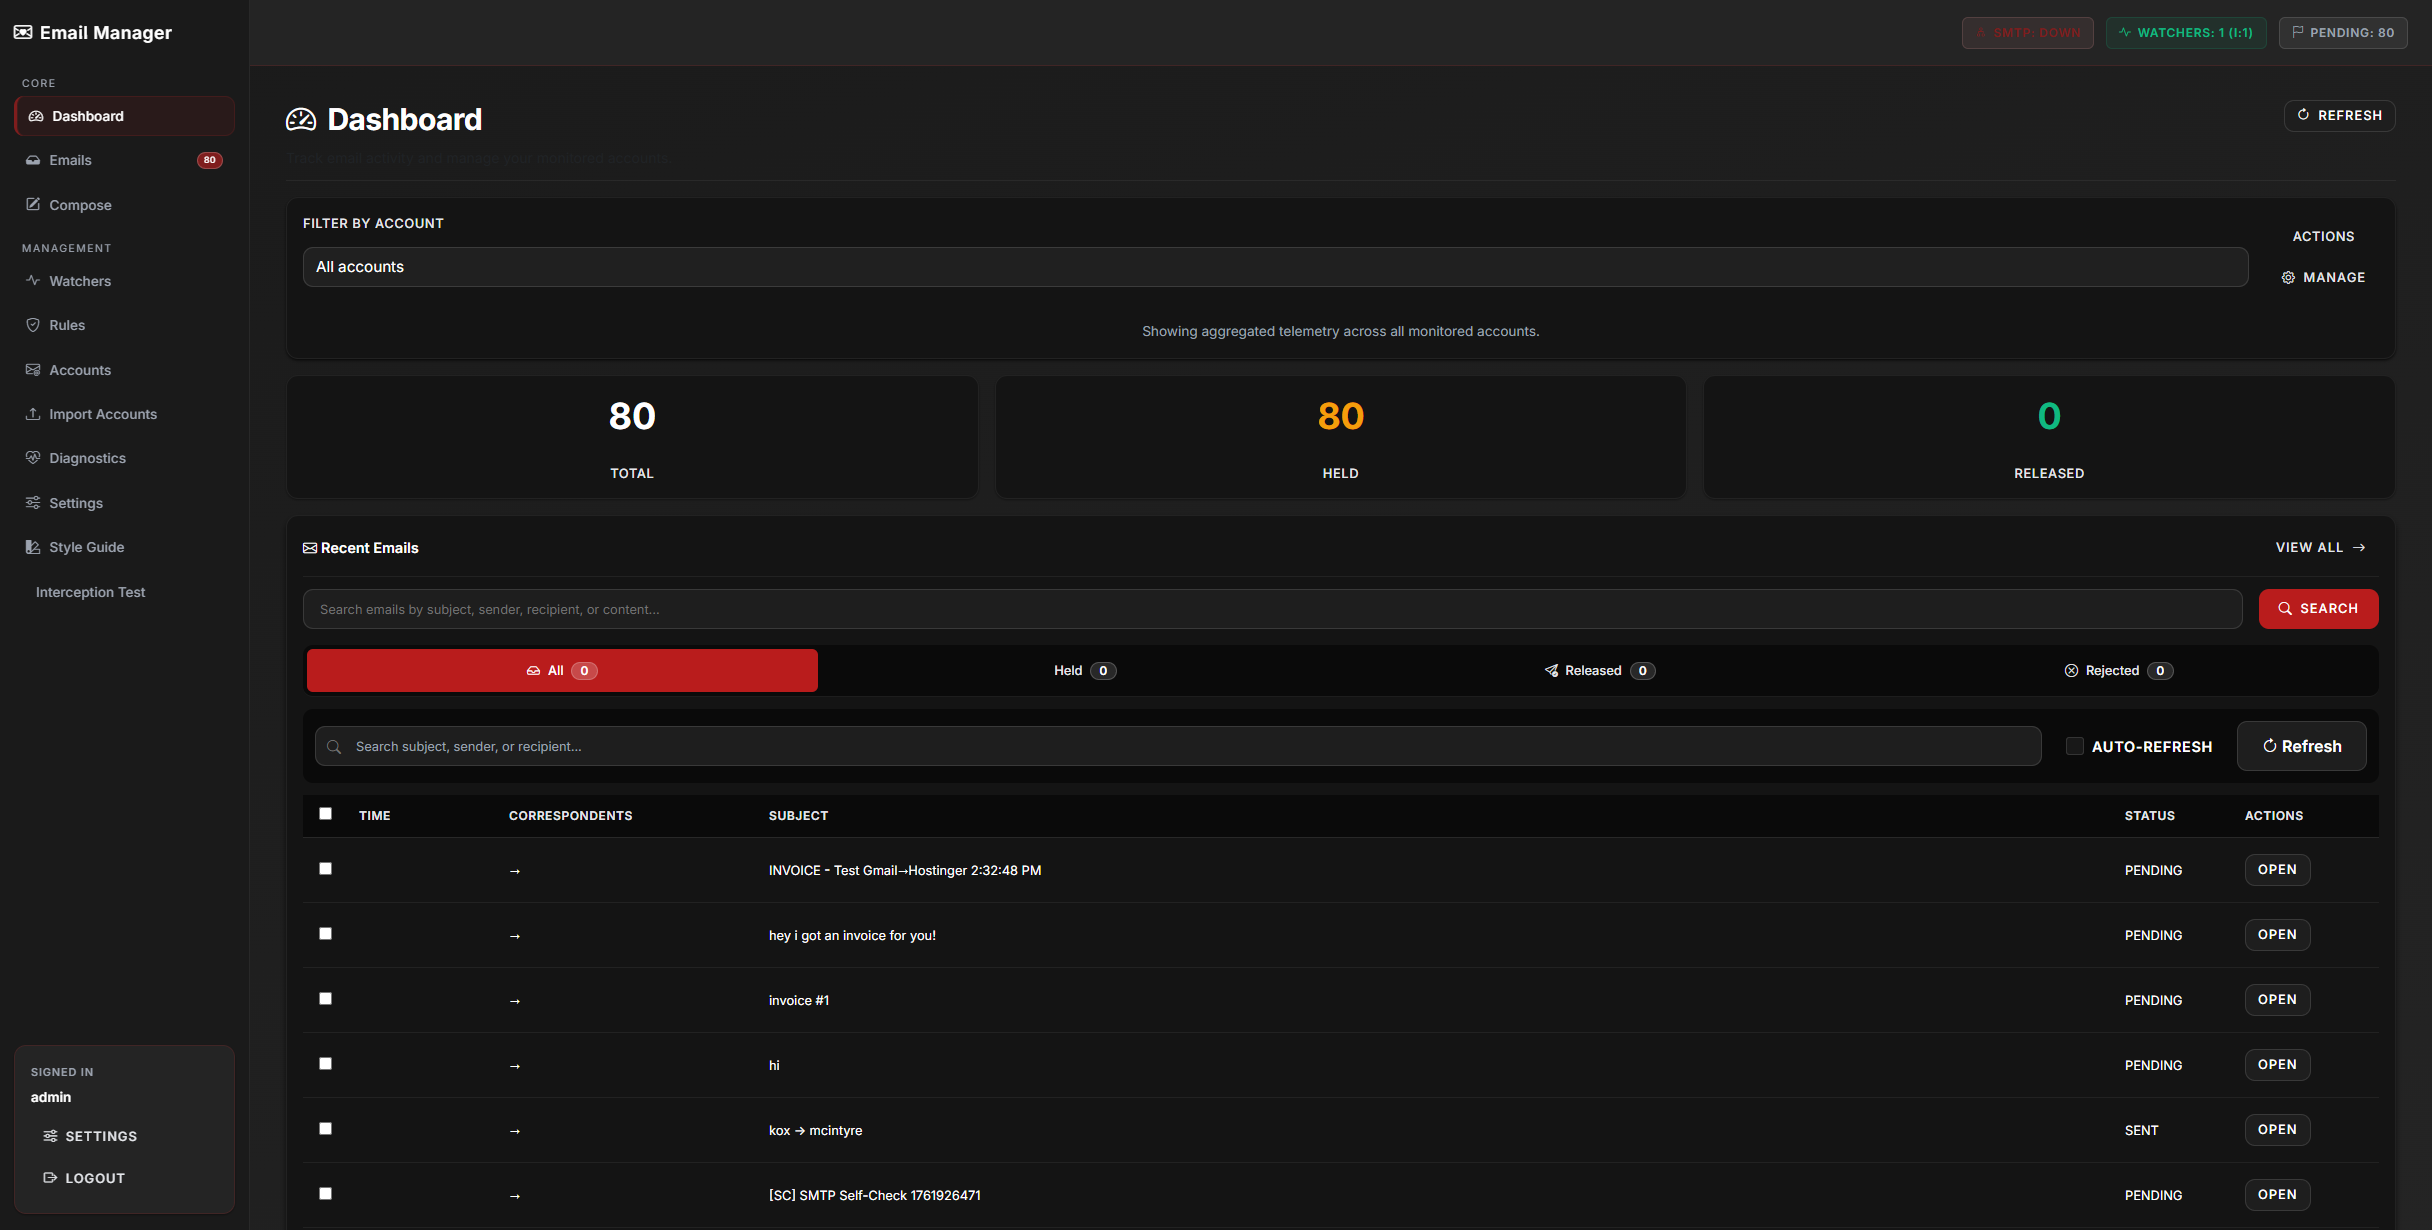 Email Manager
SMTP: DOWN
WATCHERS: 1 (I:1)
PENDING: 80
CORE
Dashboard
Emails 80
Compose
MANAGEMENT
Watchers
Rules
Accounts
Import Accounts
Diagnostics
Settings
Style Guide
Interception Test
SIGNED IN
admin
SETTINGS
LOGOUT
Dashboard
REFRESH
Track email activity and manage your monitored accounts.
FILTER BY ACCOUNT
All accounts
ACTIONS
MANAGE
Showing aggregated telemetry across all monitored accounts.
80
TOTAL
80
HELD
0
RELEASED
Recent Emails
VIEW ALL →
Search emails by subject, sender, recipient, or content...
SEARCH
All 0
Held 0
Released 0
Rejected 0
Search subject, sender, or recipient...
AUTO-REFRESH
Refresh
TIME CORRESPONDENTS SUBJECT STATUS ACTIONS
→ INVOICE - Test Gmail→Hostinger 2:32:48 PM PENDING OPEN
→ hey i got an invoice for you! PENDING OPEN
→ invoice #1 PENDING OPEN
→ hi PENDING OPEN
→ kox → mcintyre SENT OPEN
→ [SC] SMTP Self-Check 1761926471 PENDING OPEN